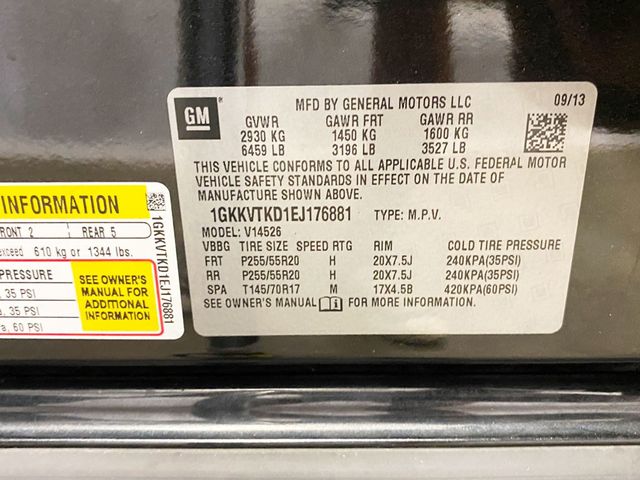 MFD BY GENERAL MOTORS LLC 09/13
GM
GVWR GAWR FRT GAWR RR
2930 KG 1450 KG 1600 KG
6459 LB 3196 LB 3527 LB
THIS VEHICLE CONFORMS TO ALL APPLICABLE U.S. FEDERAL MOTOR
VEHICLE SAFETY STANDARDS IN EFFECT ON THE DATE OF
MANUFACTURE SHOWN ABOVE.
1GKKVTKD1EJ176881 TYPE: M.P.V.
MODEL: V14526
VBBG TIRE SIZE SPEED RTG RIM COLD TIRE PRESSURE
FRT P255/55R20 H 20X7.5J 240KPA(35PSI)
RR P255/55R20 H 20X7.5J 240KPA(35PSI)
SPA T145/70R17 M 17X4.5B 420KPA(60PSI)
SEE OWNER'S MANUAL FOR MORE INFORMATION.
INFORMATION
FRONT 2 REAR 5
exceed 610 kg or 1344 lbs.
PRESSURE
35 PSI
35 PSI
60 PSI
SEE OWNER'S
MANUAL FOR
ADDITIONAL
INFORMATION
1GKKVTKD1EJ176881